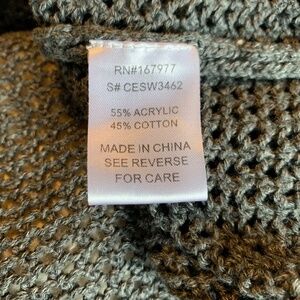 RN#167977
S# CESW3462
55% ACRYLIC
45% COTTON
MADE IN CHINA
SEE REVERSE
FOR CARE